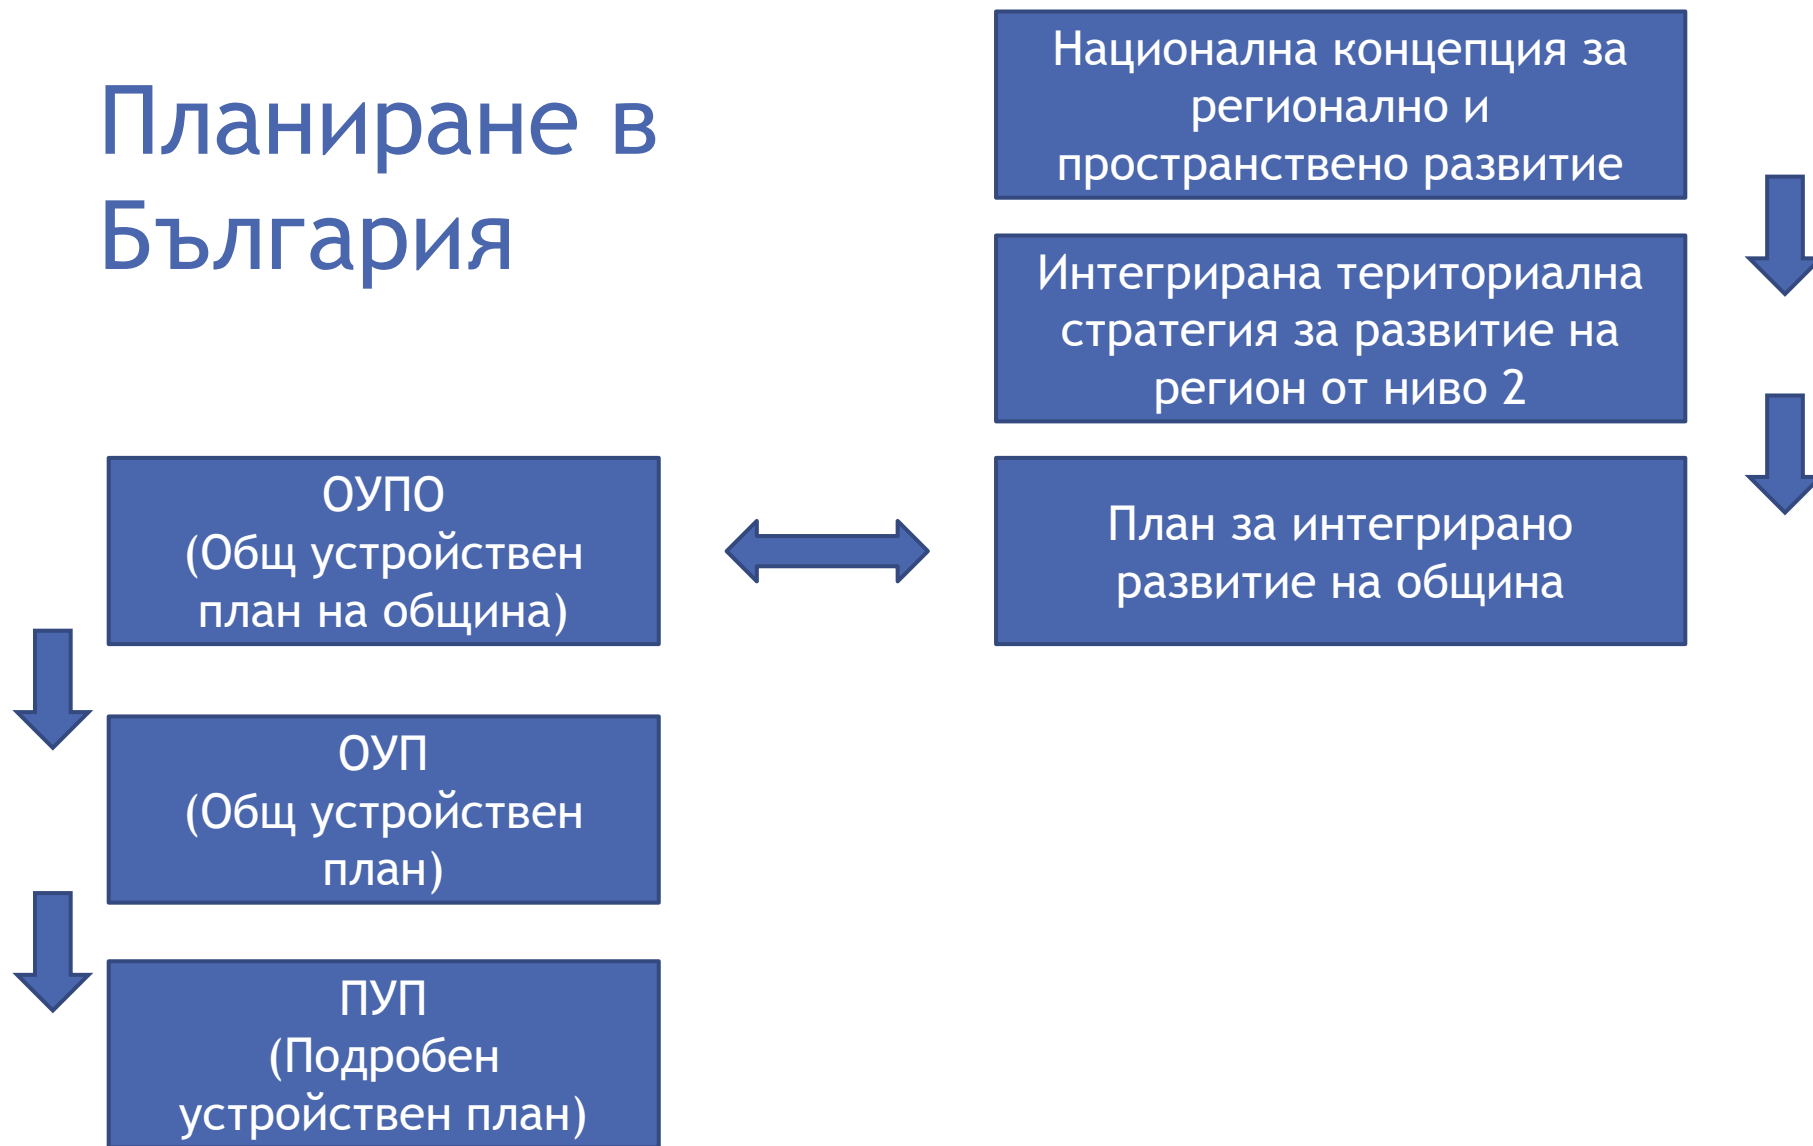 Планиране в
България
Национална концепция за
регионално и
пространствено развитие
Интегрирана териториална
стратегия за развитие на
регион от ниво 2
План за интегрирано
развитие на община
ОУПО
(Общ устройствен
план на община)
ОУП
(Общ устройствен
план)
ПУП
(Подробен
устройствен план)